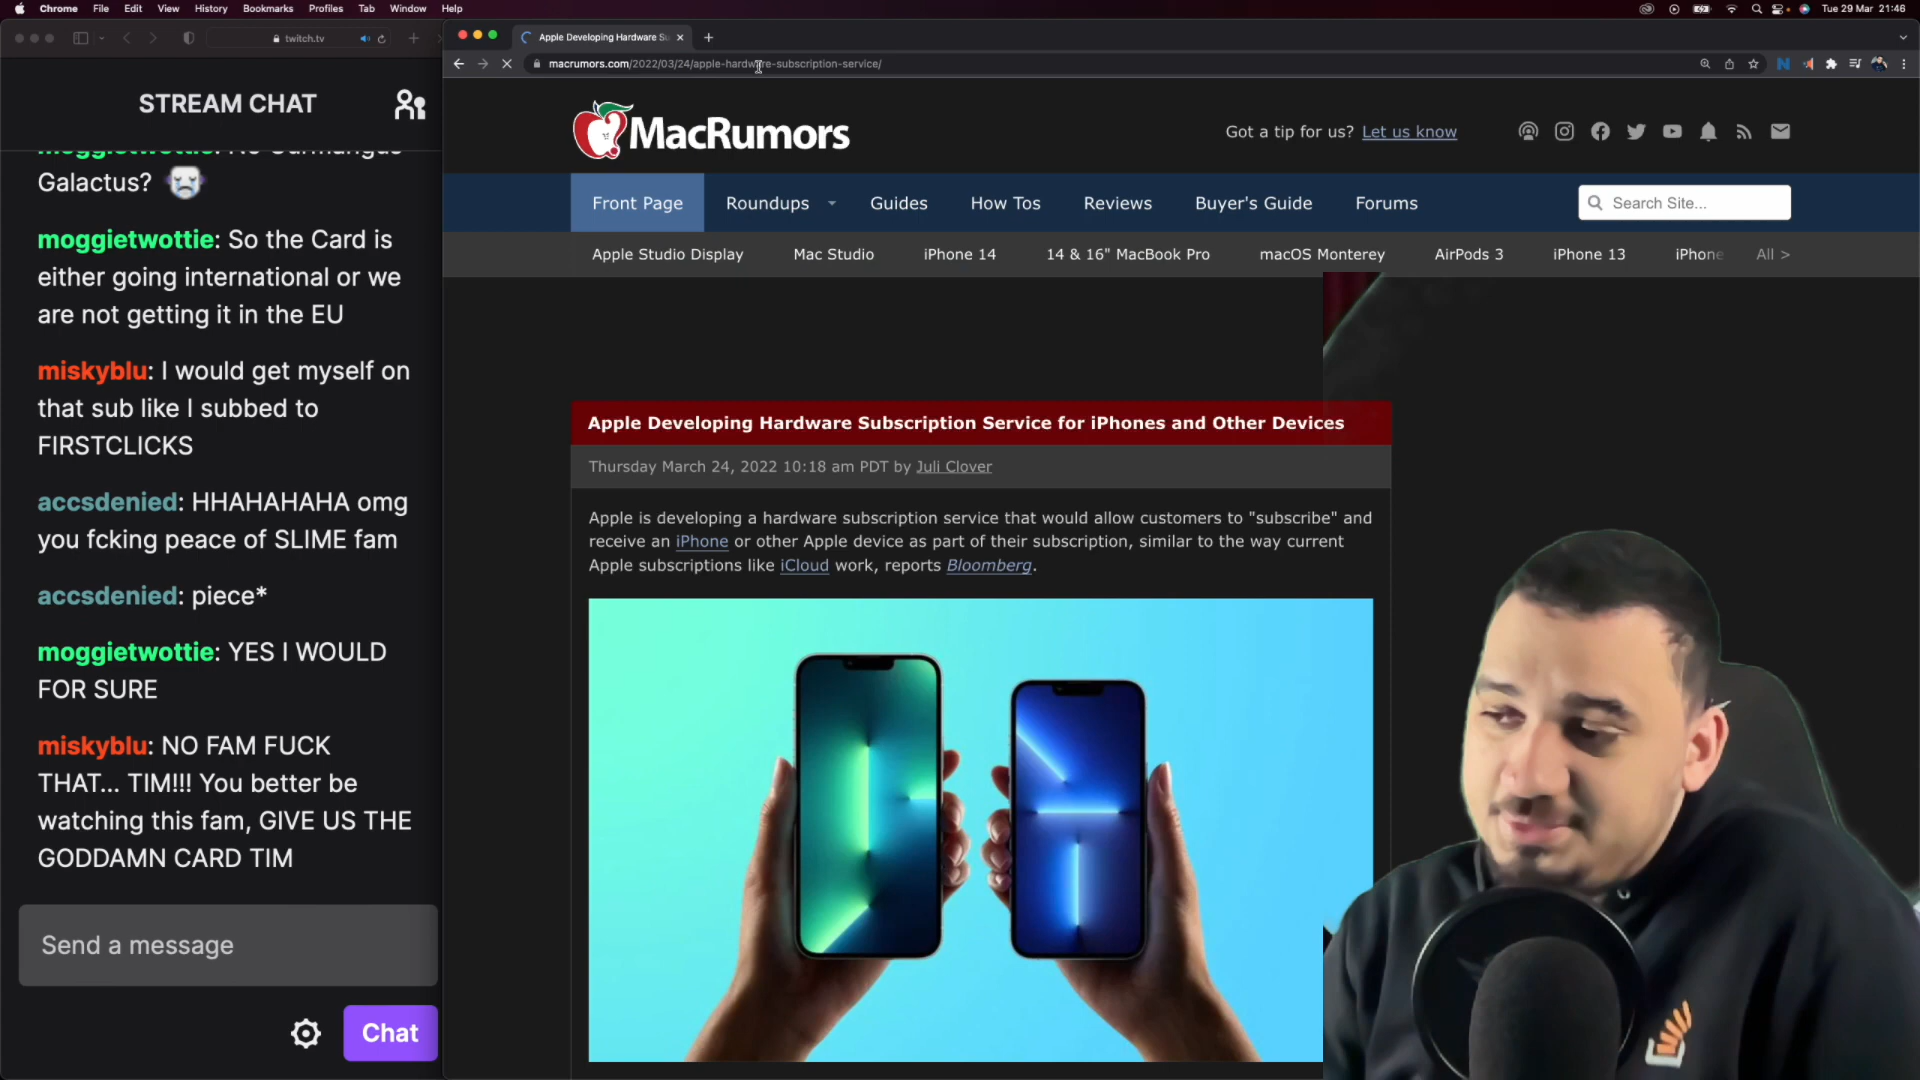 Chrome File Edit View History Bookmarks Profiles Tab Window Help
Tue 29 Mar 21:46
twitch.tv
Apple Developing Hardware Su
macrumors.com/2022/03/24/apple-hardware-subscription-service/
STREAM CHAT
Galactus?
moggietwottie: So the Card is
either going international or we
are not getting it in the EU
miskyblu: I would get myself on
that sub like I subbed to
FIRSTCLICKS
accsdenied: HHAHAHAHA omg
you fcking peace of SLIME fam
accsdenied: piece*
moggietwottie: YES I WOULD
FOR SURE
miskyblu: NO FAM FUCK
THAT... TIM!!! You better be
watching this fam, GIVE US THE
GODDAMN CARD TIM
Send a message
Chat
MacRumors
Got a tip for us? Let us know
Front Page Roundups Guides How Tos Reviews Buyer's Guide Forums
Search Site...
Apple Studio Display Mac Studio iPhone 14 14 & 16" MacBook Pro macOS Monterey AirPods 3 iPhone 13 iPhone All >
Apple Developing Hardware Subscription Service for iPhones and Other Devices
Thursday March 24, 2022 10:18 am PDT by Juli Clover
Apple is developing a hardware subscription service that would allow customers to "subscribe" and
receive an iPhone or other Apple device as part of their subscription, similar to the way current
Apple subscriptions like iCloud work, reports Bloomberg.